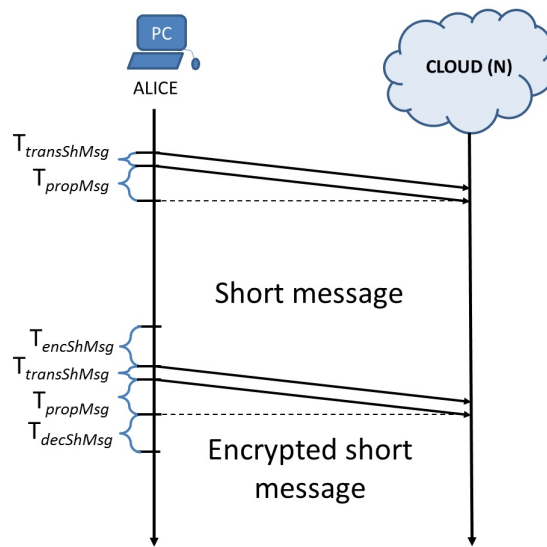 PC
CLOUD (N)
ALICE
TtransShMsg
TpropMsg
Short message
TencShMsg
TtransShMsg
TpropMsg
TdecShMsg
Encrypted short
message